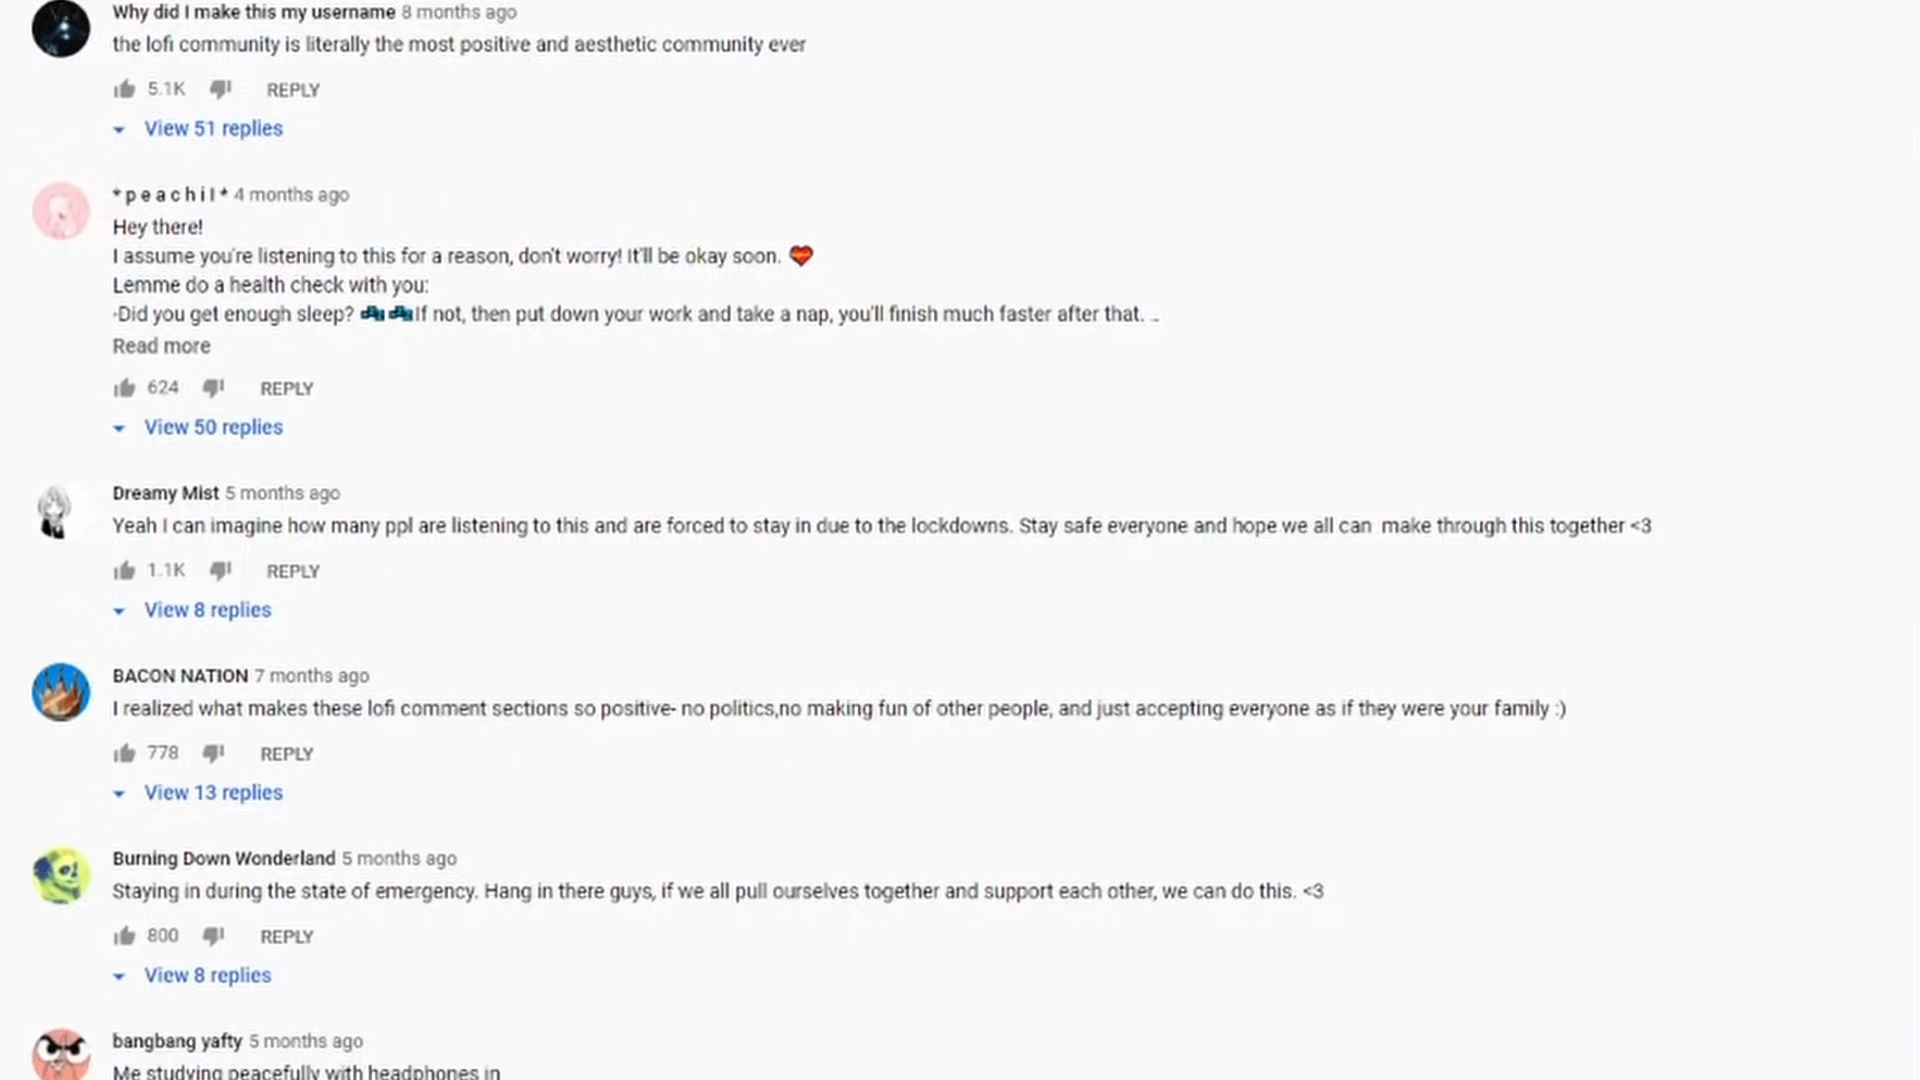 Why did I make this my username 8 months ago
the lofi community is literally the most positive and aesthetic community ever
5.1K REPLY
View 51 replies
*p e a c h i l* 4 months ago
Hey there!
I assume you're listening to this for a reason, don't worry! It'll be okay soon.
Lemme do a health check with you:
-Did you get enough sleep? If not, then put down your work and take a nap, you'll finish much faster after that. ...
Read more
624 REPLY
View 50 replies
Dreamy Mist 5 months ago
Yeah I can imagine how many ppl are listening to this and are forced to stay in due to the lockdowns. Stay safe everyone and hope we all can make through this together <3
1.1K REPLY
View 8 replies
BACON NATION 7 months ago
I realized what makes these lofi comment sections so positive- no politics,no making fun of other people, and just accepting everyone as if they were your family :)
778 REPLY
View 13 replies
Burning Down Wonderland 5 months ago
Staying in during the state of emergency. Hang in there guys, if we all pull ourselves together and support each other, we can do this. <3
800 REPLY
View 8 replies
bangbang yafty 5 months ago
Me studying peacefully with headphones in